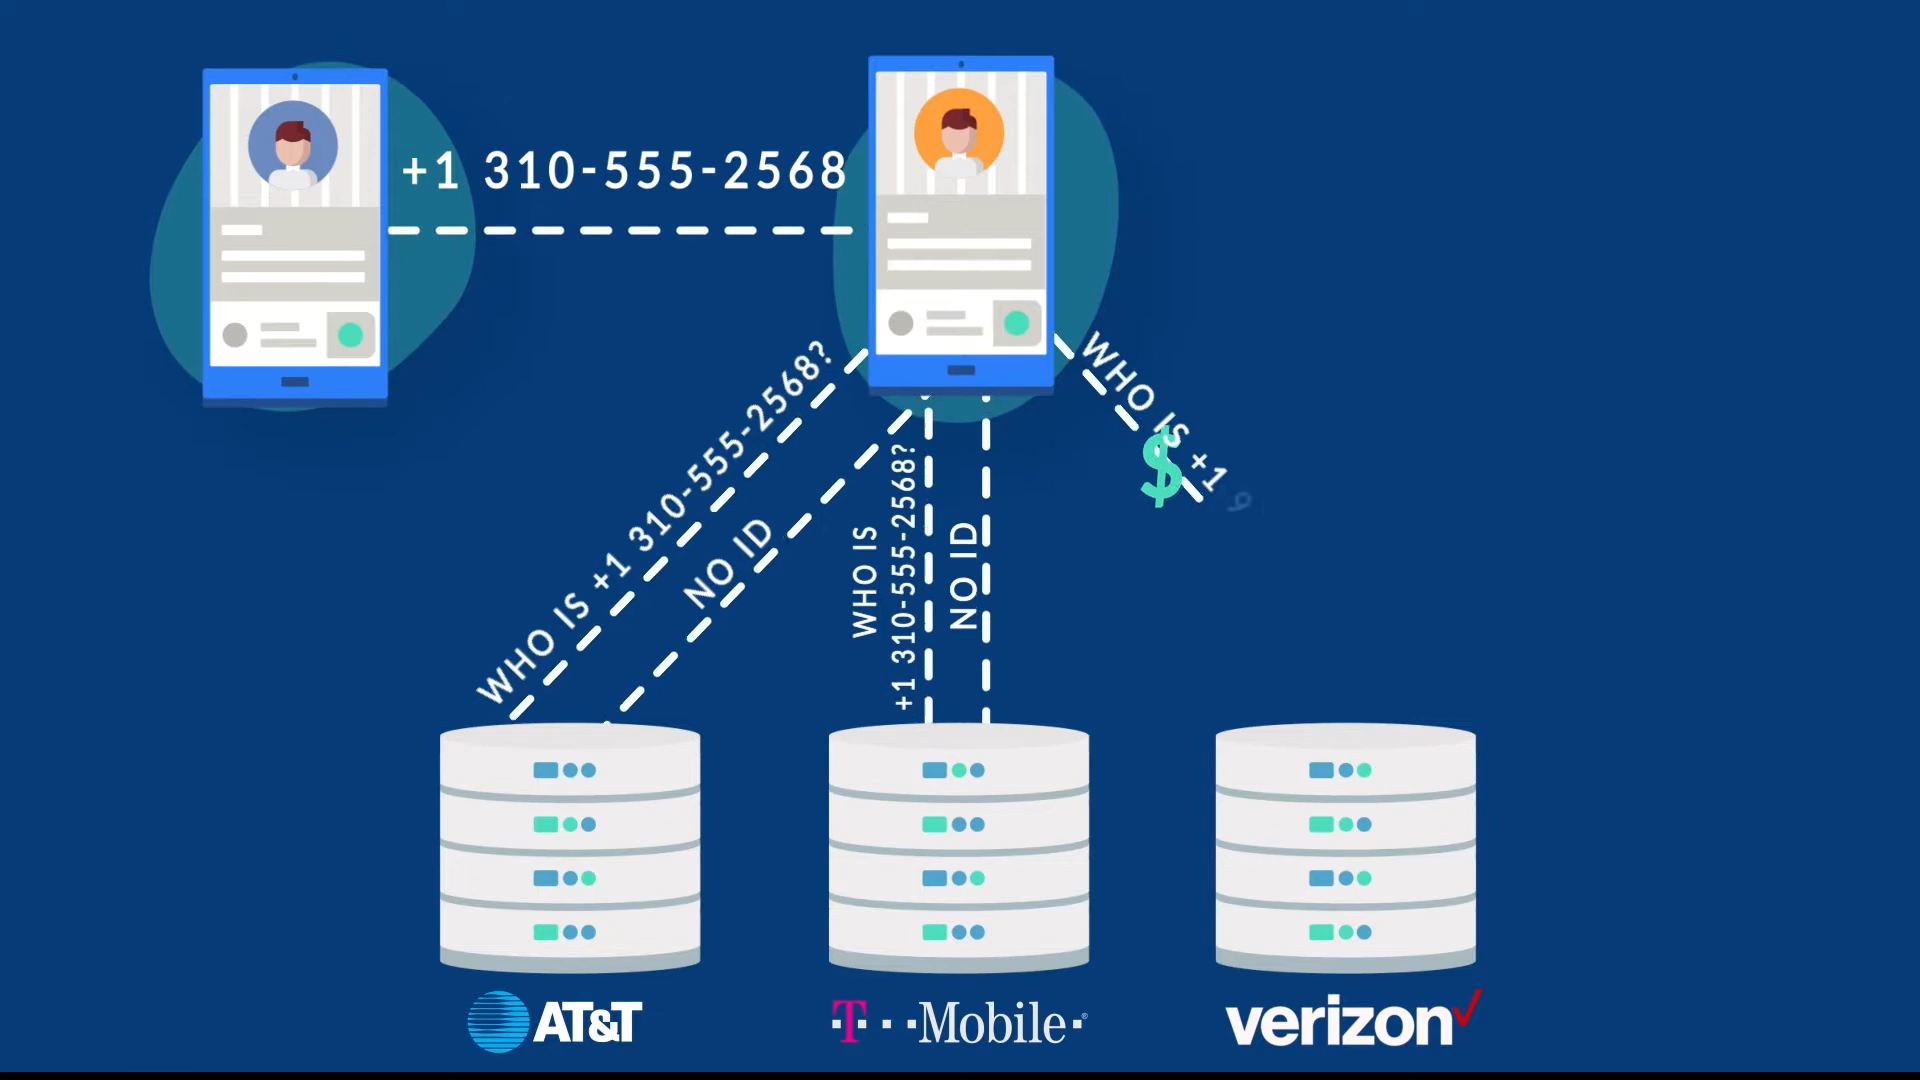 +1 310-555-2568
WHO IS +1 310-555-2568?
NO ID
WHO IS
+1 310-555-2568?
NO ID
WHO IS +1
$
AT&T
T··Mobile·®
verizon